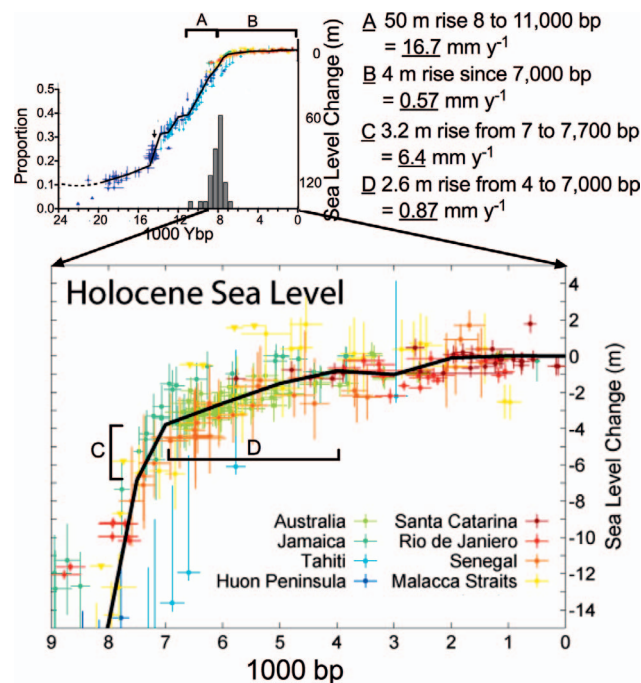 A
B
A 50 m rise 8 to 11,000 bp
= 16.7 mm y-1
B 4 m rise since 7,000 bp
= 0.57 mm y-1
C 3.2 m rise from 7 to 7,700 bp
= 6.4 mm y-1
D 2.6 m rise from 4 to 7,000 bp
= 0.87 mm y-1
Proportion
0.5
0.4
0.3
0.2
0.1
0.0
0
60
120
Sea Level Change (m)
24 20 16 12 8 4 0
1000 Ybp
Holocene Sea Level
C
D
Australia
Jamaica
Tahiti
Huon Peninsula
Santa Catarina
Rio de Janiero
Senegal
Malacca Straits
4
2
0
-2
-4
-6
-8
-10
-12
-14
Sea Level Change (m)
9 8 7 6 5 4 3 2 1 0
1000 bp